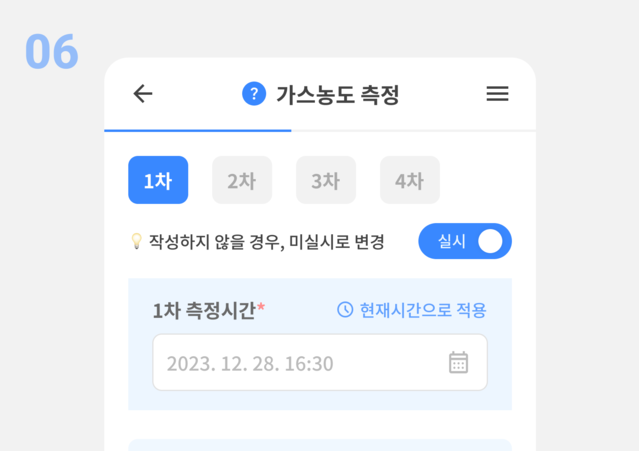 06
? 가스농도 측정
1차 2차 3차 4차
작성하지 않을 경우, 미실시로 변경 실시
1차 측정시간* 현재시간으로 적용
2023. 12. 28. 16:30